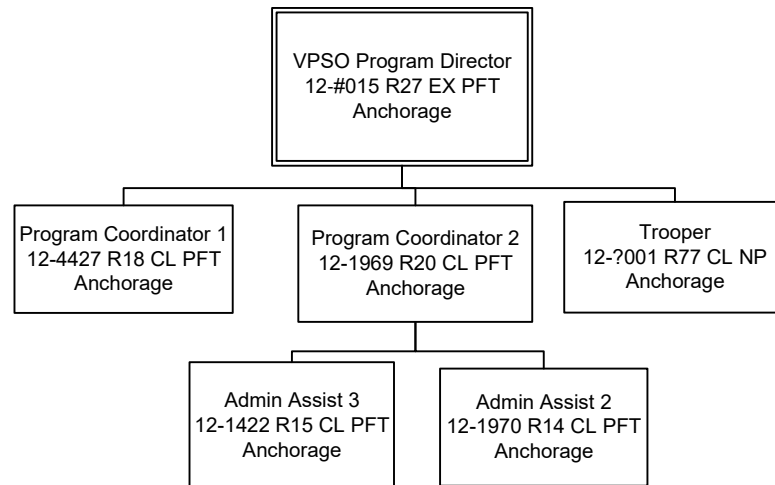 VPSO Program Director
12-#015 R27 EX PFT
Anchorage
Program Coordinator 1
12-4427 R18 CL PFT
Anchorage
Program Coordinator 2
12-1969 R20 CL PFT
Anchorage
Trooper
12-?001 R77 CL NP
Anchorage
Admin Assist 3
12-1422 R15 CL PFT
Anchorage
Admin Assist 2
12-1970 R14 CL PFT
Anchorage